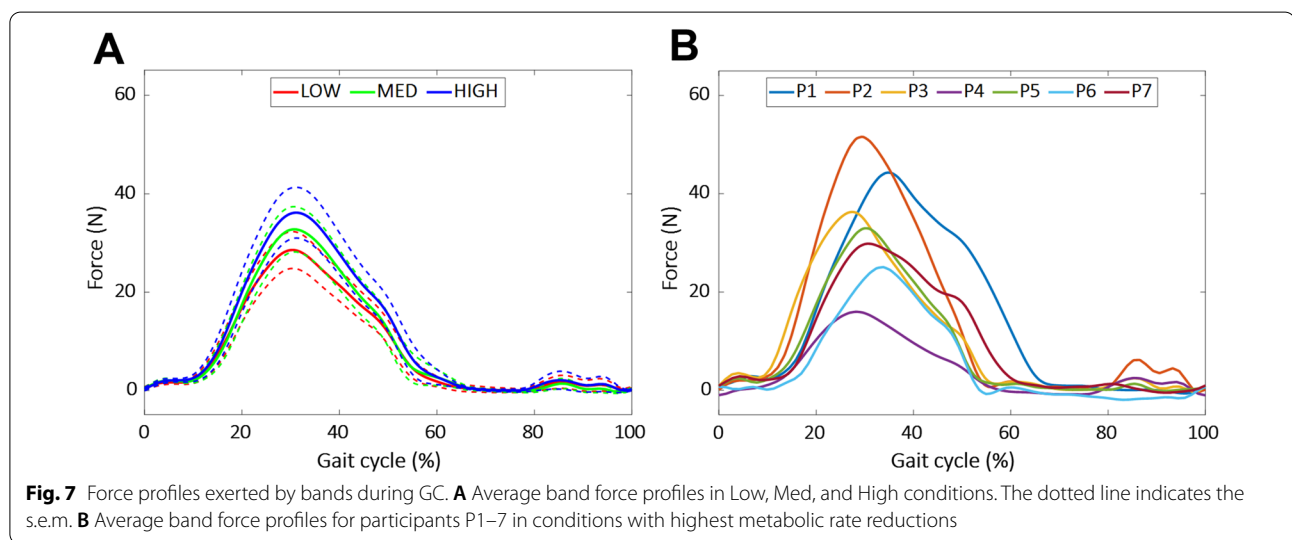 A
B
LOW MED HIGH
P1 P2 P3 P4 P5 P6 P7
60
40
20
0
Force (N)
0 20 40 60 80 100
Gait cycle (%)
60
40
20
0
Force (N)
0 20 40 60 80 100
Gait cycle (%)
Fig. 7 Force profiles exerted by bands during GC. A Average band force profiles in Low, Med, and High conditions. The dotted line indicates the
s.e.m. B Average band force profiles for participants P1–7 in conditions with highest metabolic rate reductions